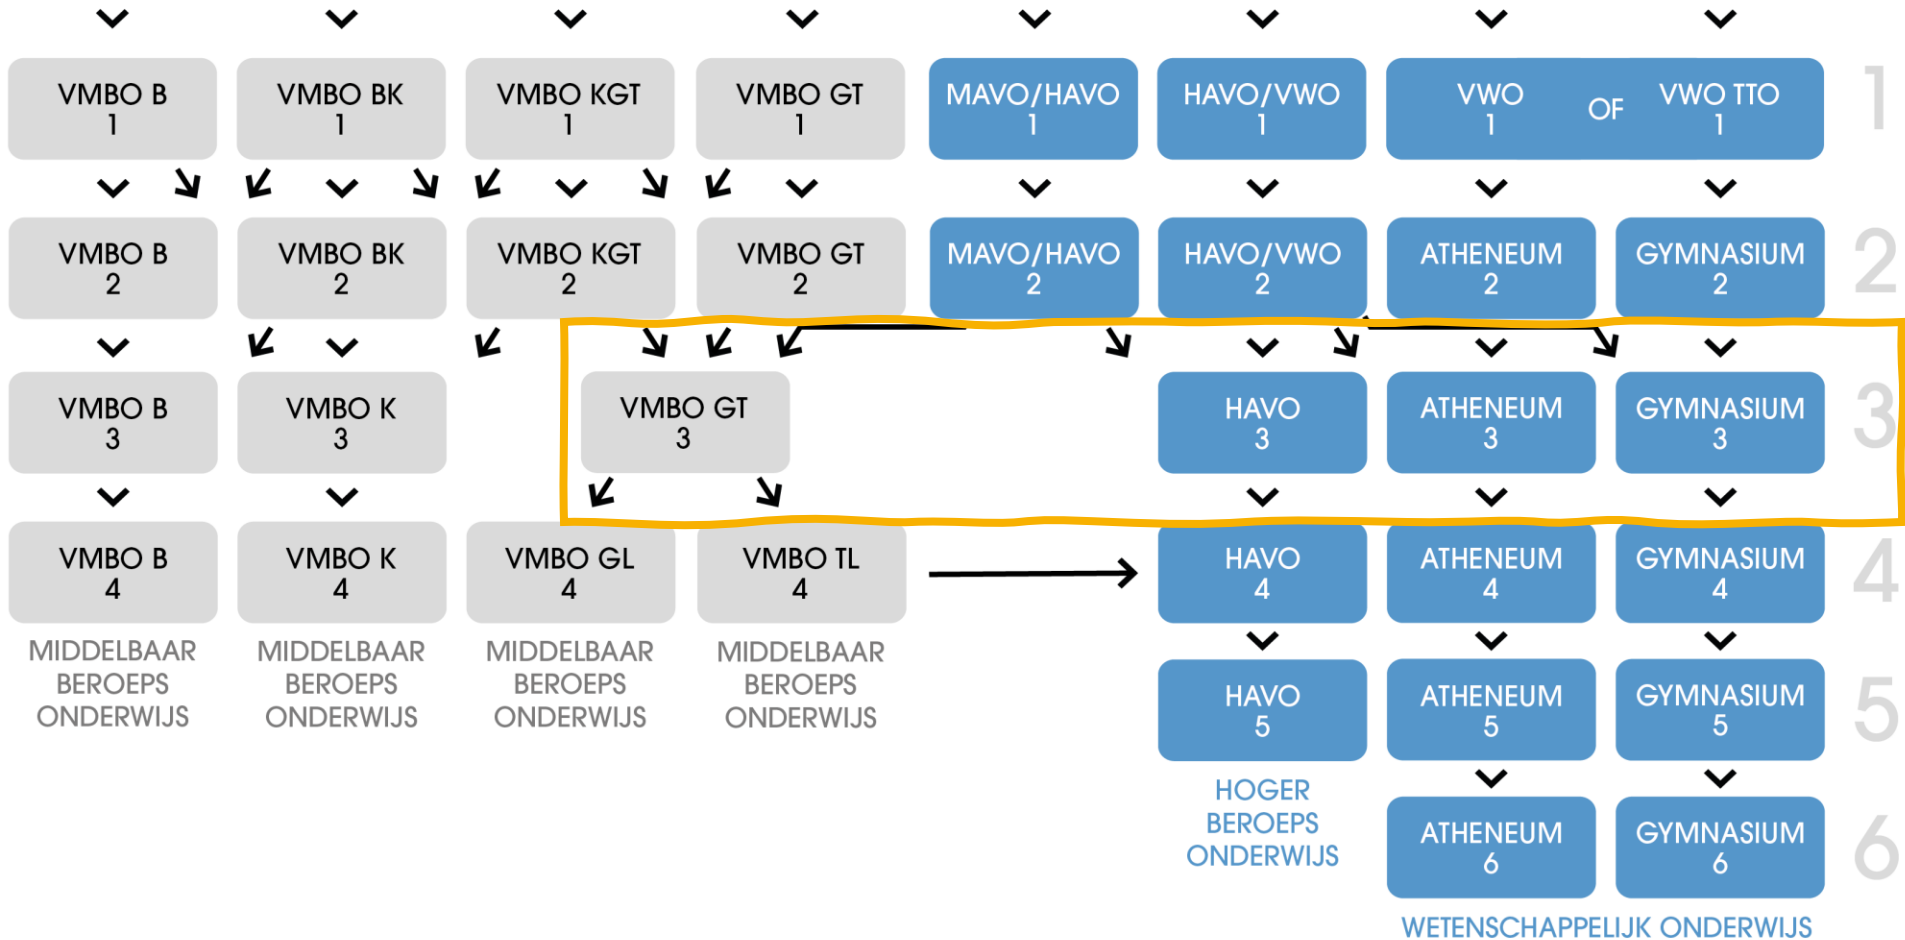 VMBO B
1
VMBO BK
1
VMBO KGT
1
VMBO GT
1
MAVO/HAVO
1
HAVO/VWO
1
VWO
1
OF
VWO TTO
1
1
VMBO B
2
VMBO BK
2
VMBO KGT
2
VMBO GT
2
MAVO/HAVO
2
HAVO/VWO
2
ATHENEUM
2
GYMNASIUM
2
2
VMBO B
3
VMBO K
3
VMBO GT
3
HAVO
3
ATHENEUM
3
GYMNASIUM
3
3
VMBO B
4
VMBO K
4
VMBO GL
4
VMBO TL
4
HAVO
4
ATHENEUM
4
GYMNASIUM
4
4
MIDDELBAAR
BEROEPS
ONDERWIJS
MIDDELBAAR
BEROEPS
ONDERWIJS
MIDDELBAAR
BEROEPS
ONDERWIJS
MIDDELBAAR
BEROEPS
ONDERWIJS
HAVO
5
ATHENEUM
5
GYMNASIUM
5
5
HOGER
BEROEPS
ONDERWIJS
ATHENEUM
6
GYMNASIUM
6
6
WETENSCHAPPELIJK ONDERWIJS